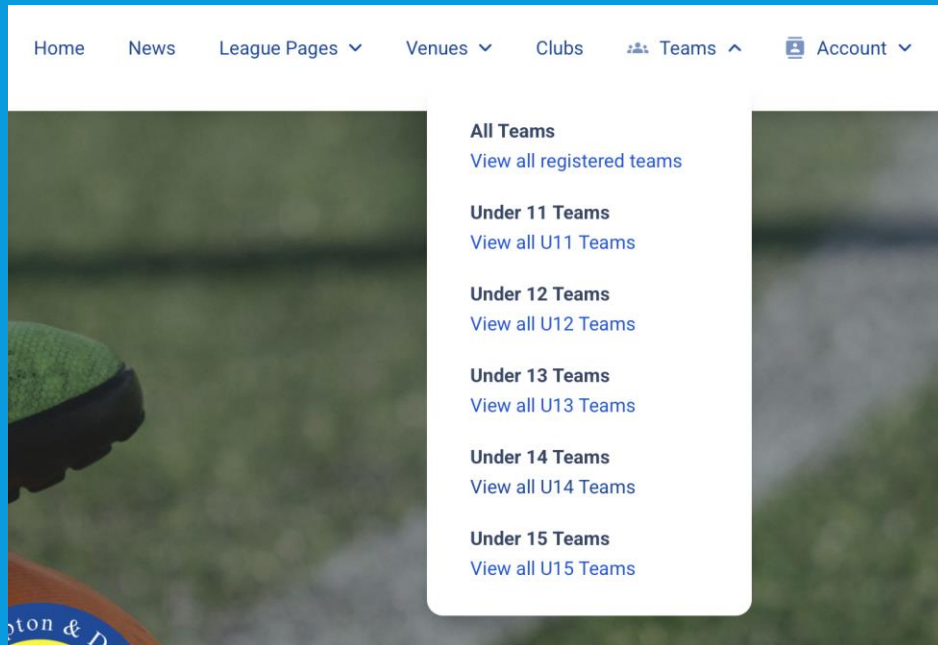 Home News League Pages Venues Clubs Teams Account
All Teams
View all registered teams
Under 11 Teams
View all U11 Teams
Under 12 Teams
View all U12 Teams
Under 13 Teams
View all U13 Teams
Under 14 Teams
View all U14 Teams
Under 15 Teams
View all U15 Teams
&